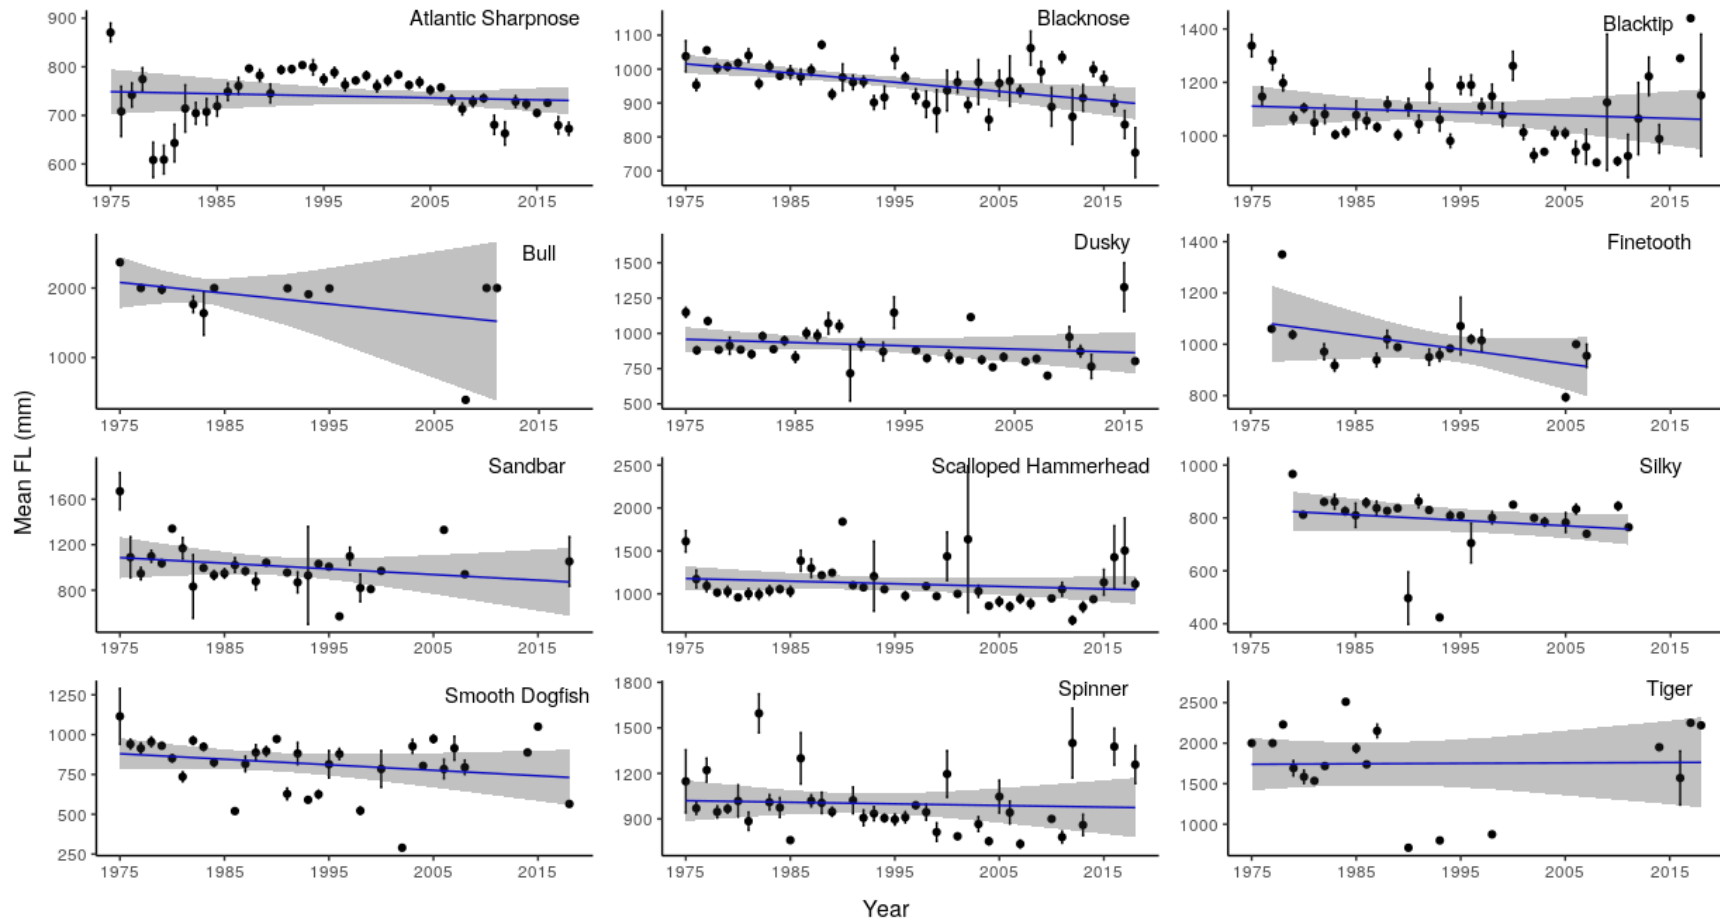 Atlantic Sharpnose
900
800
700
600
1975 1985 1995 2005 2015
Blacknose
1100
1000
900
800
700
1975 1985 1995 2005 2015
Blacktip
1400
1200
1000
1975 1985 1995 2005 2015
Bull
2000
1000
1975 1985 1995 2005 2015
Dusky
1500
1250
1000
750
500
1975 1985 1995 2005 2015
Finetooth
1400
1200
1000
800
1975 1985 1995 2005 2015
Mean FL (mm)
Sandbar
1600
1200
800
1975 1985 1995 2005 2015
Scalloped Hammerhead
2500
2000
1500
1000
1975 1985 1995 2005 2015
Silky
1000
800
600
400
1975 1985 1995 2005 2015
Smooth Dogfish
1250
1000
750
500
250
1975 1985 1995 2005 2015
Spinner
1800
1500
1200
900
1975 1985 1995 2005 2015
Tiger
2500
2000
1500
1000
1975 1985 1995 2005 2015
Year